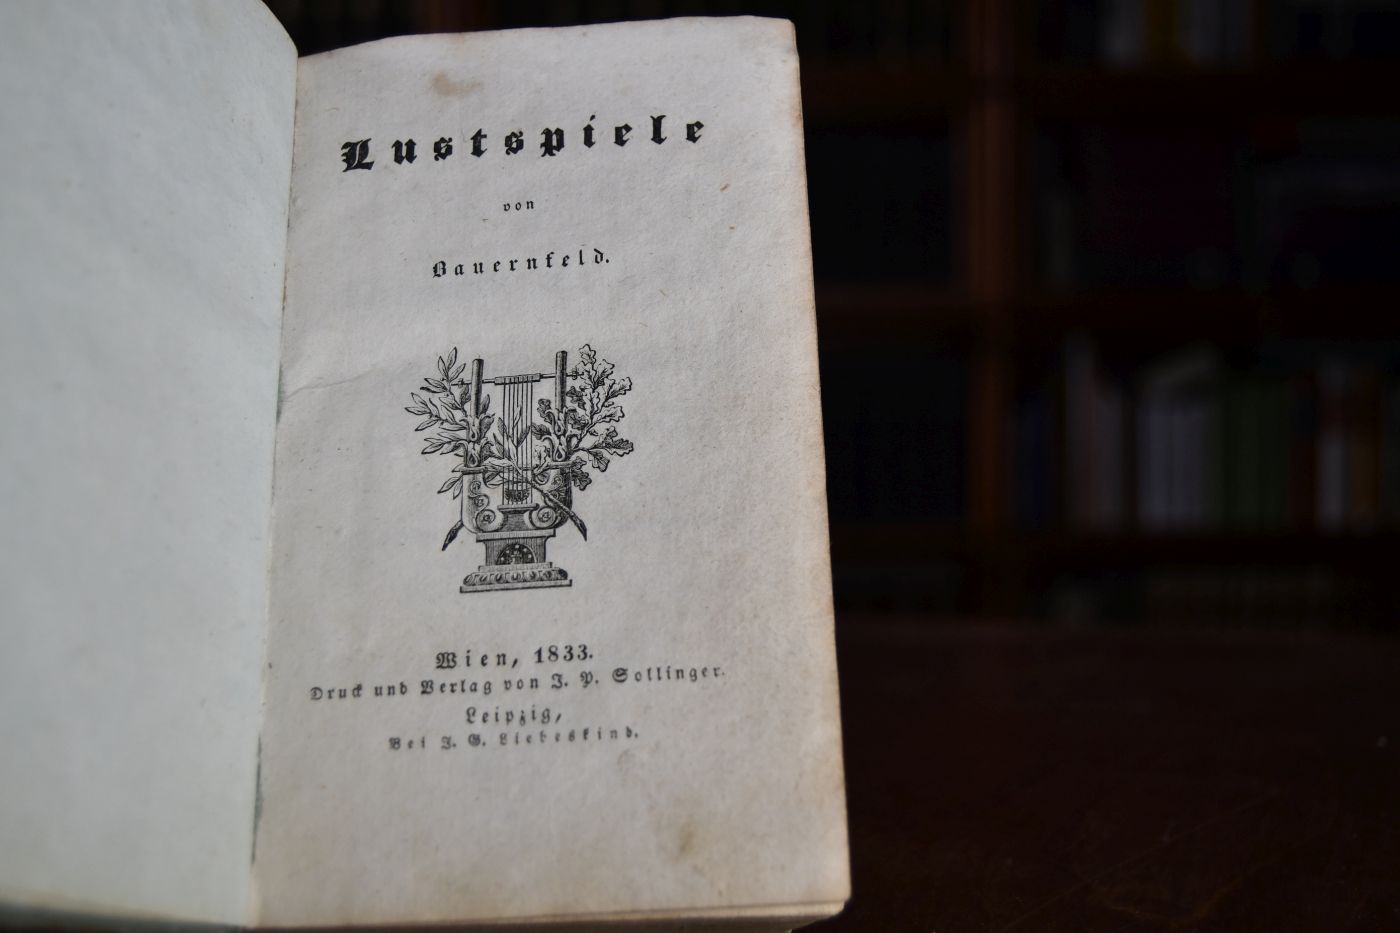 Lustspiele
von
Bauernfeld.
Wien, 1833.
Druck und Verlag von J. P. Sollinger.
Leipzig,
Bei J. G. Liebeskind.